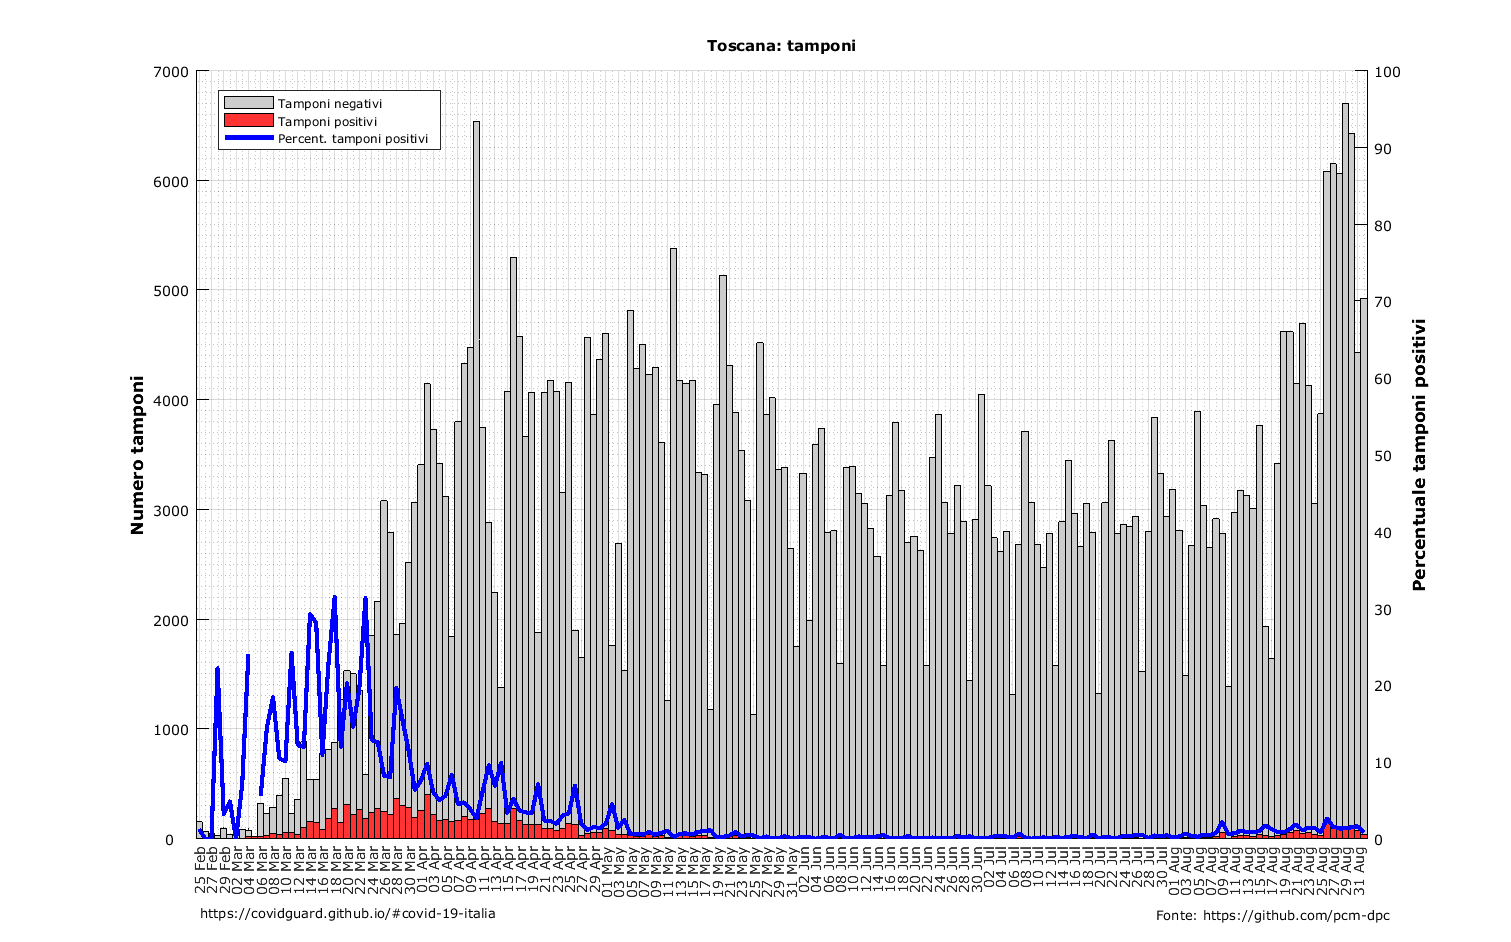 Toscana: tamponi
7000
6000
5000
4000
3000
2000
1000
0
100
90
80
70
60
50
40
30
20
10
0
Tamponi negativi
Tamponi positivi
Percent. tamponi positivi
Numero tamponi
Percentuale tamponi positivi
25 Feb
27 Feb
29 Feb
02 Mar
04 Mar
06 Mar
08 Mar
10 Mar
12 Mar
14 Mar
16 Mar
18 Mar
20 Mar
22 Mar
24 Mar
26 Mar
28 Mar
30 Mar
01 Apr
03 Apr
05 Apr
07 Apr
09 Apr
11 Apr
13 Apr
15 Apr
17 Apr
19 Apr
21 Apr
23 Apr
25 Apr
27 Apr
29 Apr
01 May
03 May
05 May
07 May
09 May
11 May
13 May
15 May
17 May
19 May
21 May
23 May
25 May
27 May
29 May
31 May
02 Jun
04 Jun
06 Jun
08 Jun
10 Jun
12 Jun
14 Jun
16 Jun
18 Jun
20 Jun
22 Jun
24 Jun
26 Jun
28 Jun
30 Jun
02 Jul
04 Jul
06 Jul
08 Jul
10 Jul
12 Jul
14 Jul
16 Jul
18 Jul
20 Jul
22 Jul
24 Jul
26 Jul
28 Jul
30 Jul
01 Aug
03 Aug
05 Aug
07 Aug
09 Aug
11 Aug
13 Aug
15 Aug
17 Aug
19 Aug
21 Aug
23 Aug
25 Aug
27 Aug
29 Aug
31 Aug
https://covidguard.github.io/#covid-19-italia
Fonte: https://github.com/pcm-dpc